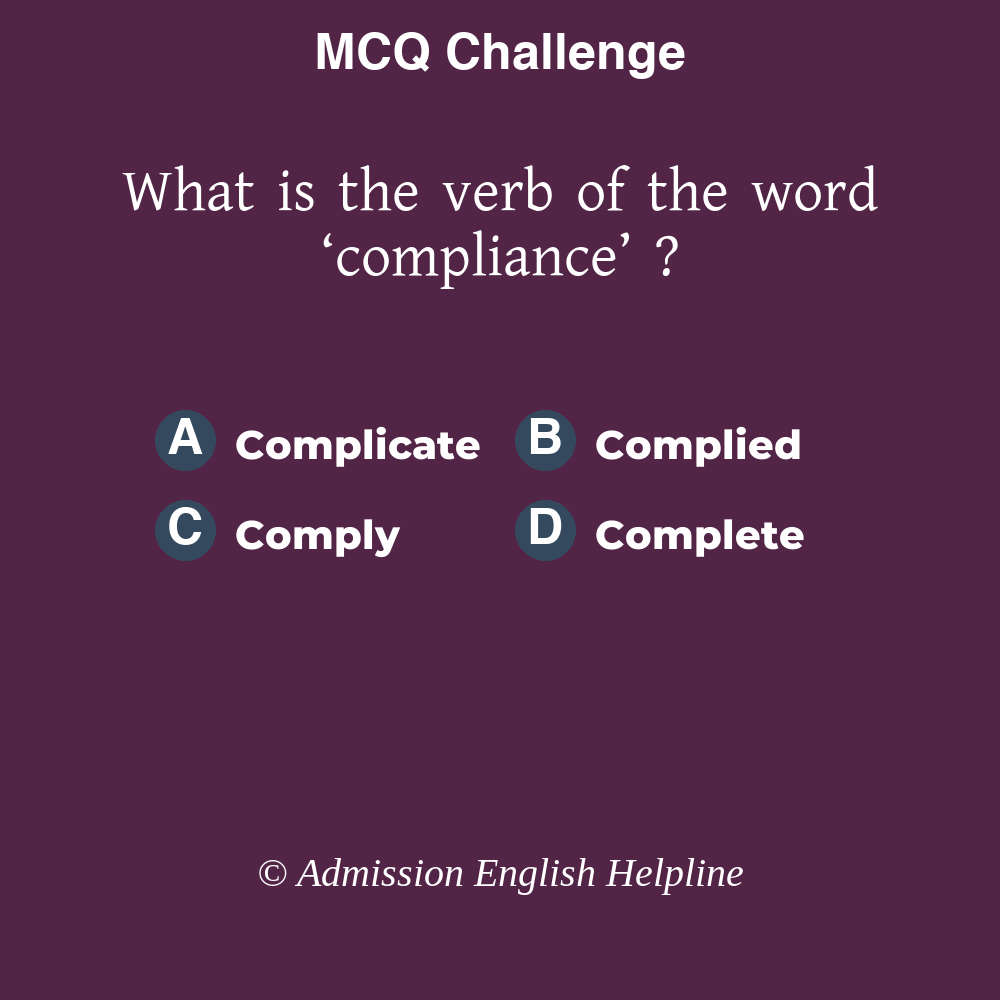 MCQ Challenge
What is the verb of the word
‘compliance’ ?
A Complicate B Complied
C Comply D Complete
© Admission English Helpline